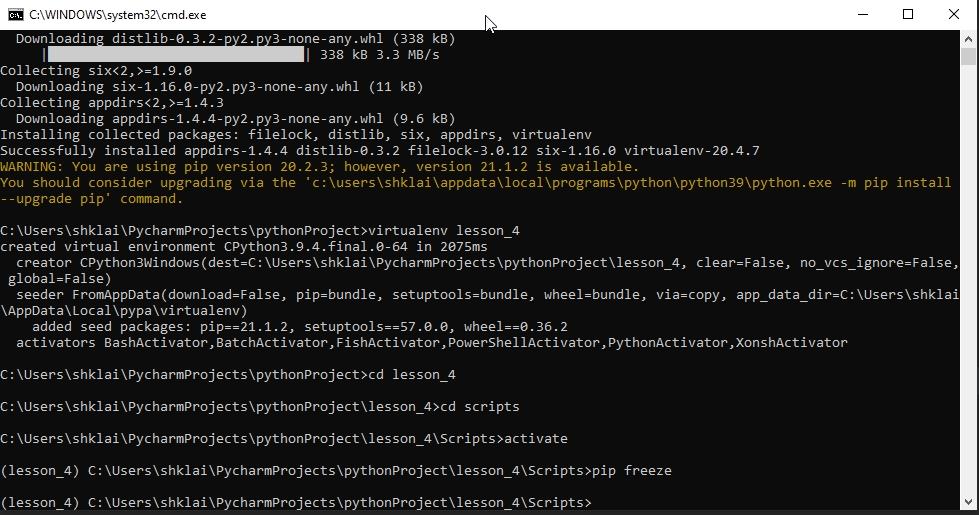 C:\WINDOWS\system32\cmd.exe
Downloading distlib-0.3.2-py2.py3-none-any.whl (338 kB)
| | 338 kB 3.3 MB/s
Collecting six<2,>=1.9.0
Downloading six-1.16.0-py2.py3-none-any.whl (11 kB)
Collecting appdirs<2,>=1.4.3
Downloading appdirs-1.4.4-py2.py3-none-any.whl (9.6 kB)
Installing collected packages: filelock, distlib, six, appdirs, virtualenv
Successfully installed appdirs-1.4.4 distlib-0.3.2 filelock-3.0.12 six-1.16.0 virtualenv-20.4.7
WARNING: You are using pip version 20.2.3; however, version 21.1.2 is available.
You should consider upgrading via the 'c:\users\shklai\appdata\local\programs\python\python39\python.exe -m pip install
--upgrade pip' command.
C:\Users\shklai\PycharmProjects\pythonProject>virtualenv lesson_4
created virtual environment CPython3.9.4.final.0-64 in 2075ms
creator CPython3Windows(dest=C:\Users\shklai\PycharmProjects\pythonProject\lesson_4, clear=False, no_vcs_ignore=False,
global=False)
seeder FromAppData(download=False, pip=bundle, setuptools=bundle, wheel=bundle, via=copy, app_data_dir=C:\Users\shklai
\AppData\Local\pypa\virtualenv)
added seed packages: pip==21.1.2, setuptools==57.0.0, wheel==0.36.2
activators BashActivator,BatchActivator,FishActivator,PowerShellActivator,PythonActivator,XonshActivator
C:\Users\shklai\PycharmProjects\pythonProject>cd lesson_4
C:\Users\shklai\PycharmProjects\pythonProject\lesson_4>cd scripts
C:\Users\shklai\PycharmProjects\pythonProject\lesson_4\Scripts>activate
(lesson_4) C:\Users\shklai\PycharmProjects\pythonProject\lesson_4\Scripts>pip freeze
(lesson_4) C:\Users\shklai\PycharmProjects\pythonProject\lesson_4\Scripts>